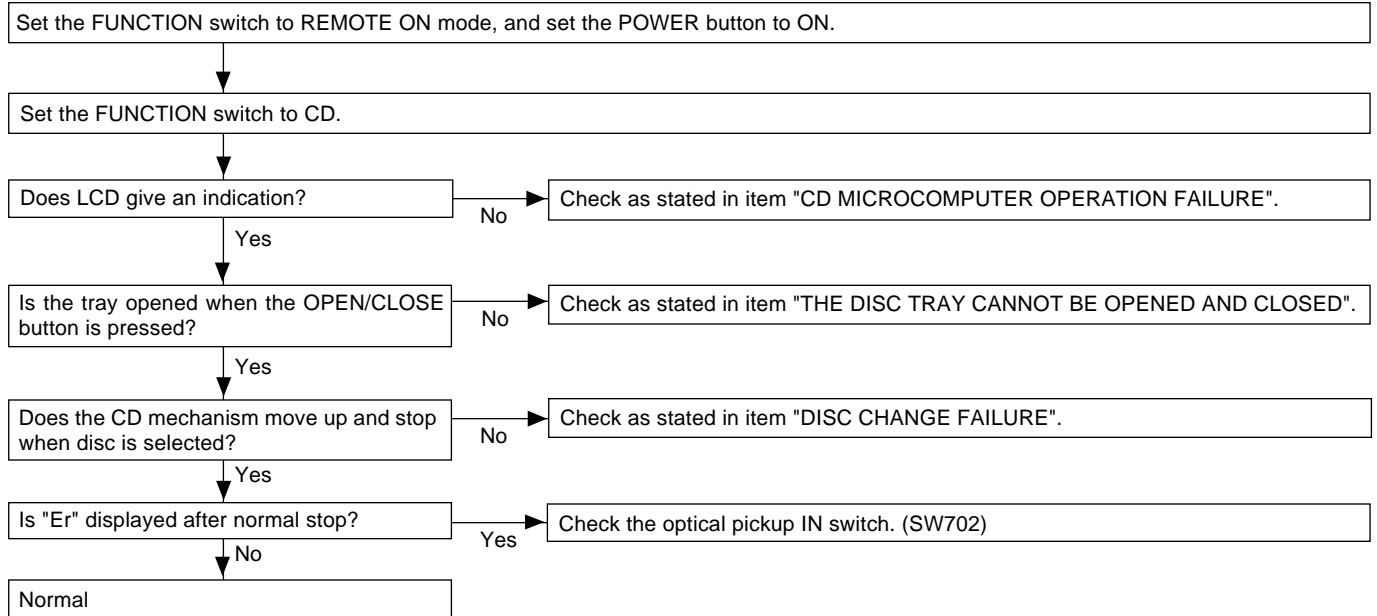 Set the FUNCTION switch to REMOTE ON mode, and set the POWER button to ON.
Set the FUNCTION switch to CD.
Does LCD give an indication?
No
Check as stated in item "CD MICROCOMPUTER OPERATION FAILURE".
Yes
Is the tray opened when the OPEN/CLOSE
button is pressed?
No
Check as stated in item "THE DISC TRAY CANNOT BE OPENED AND CLOSED".
Yes
Does the CD mechanism move up and stop
when disc is selected?
No
Check as stated in item "DISC CHANGE FAILURE".
Yes
Is "Er" displayed after normal stop?
Yes
Check the optical pickup IN switch. (SW702)
No
Normal